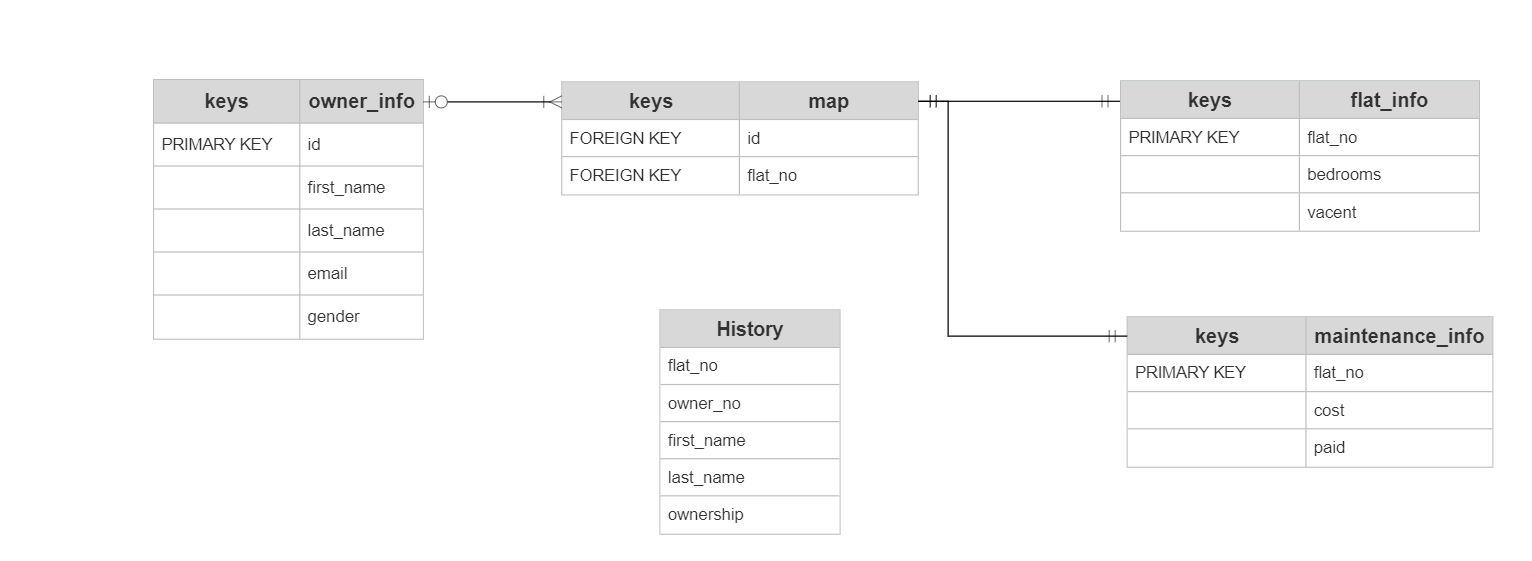 keys owner_info
PRIMARY KEY id
first_name
last_name
email
gender
keys map
FOREIGN KEY id
FOREIGN KEY flat_no
keys flat_info
PRIMARY KEY flat_no
bedrooms
vacent
History
flat_no
owner_no
first_name
last_name
ownership
keys maintenance_info
PRIMARY KEY flat_no
cost
paid